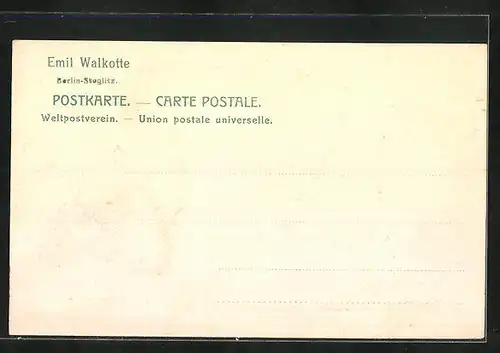 Emil Walkotte
Berlin-Steglitz.
POSTKARTE. — CARTE POSTALE.
Weltpostverein. — Union postale universelle.